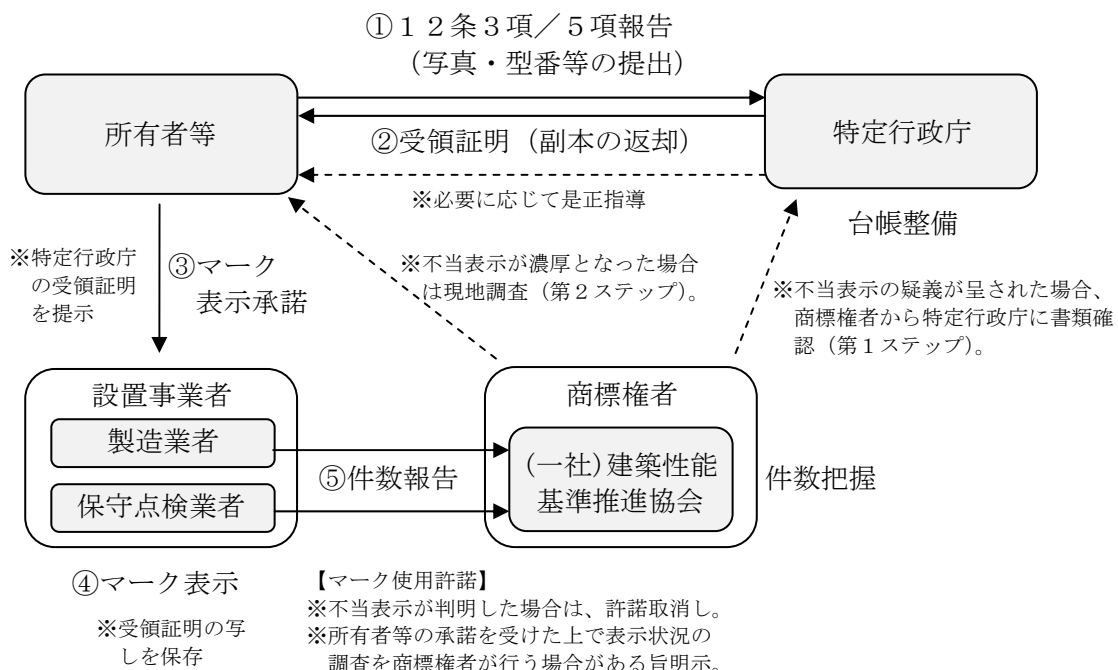 ①１２条３項／５項報告
（写真・型番等の提出）
所有者等
特定行政庁
②受領証明（副本の返却）
※必要に応じて是正指導
台帳整備
※特定行政庁
の受領証明
を提示
③マーク
表示承諾
※不当表示が濃厚となった場合
は現地調査（第２ステップ）。
※不当表示の疑義が呈された場合、
商標権者から特定行政庁に書類確
認（第１ステップ）。
設置事業者
製造業者
保守点検業者
⑤件数報告
商標権者
(一社)建築性能
基準推進協会
件数把握
④マーク表示
※受領証明の写
しを保存
【マーク使用許諾】
※不当表示が判明した場合は、許諾取消し。
※所有者等の承諾を受けた上で表示状況の
調査を商標権者が行う場合がある旨明示。